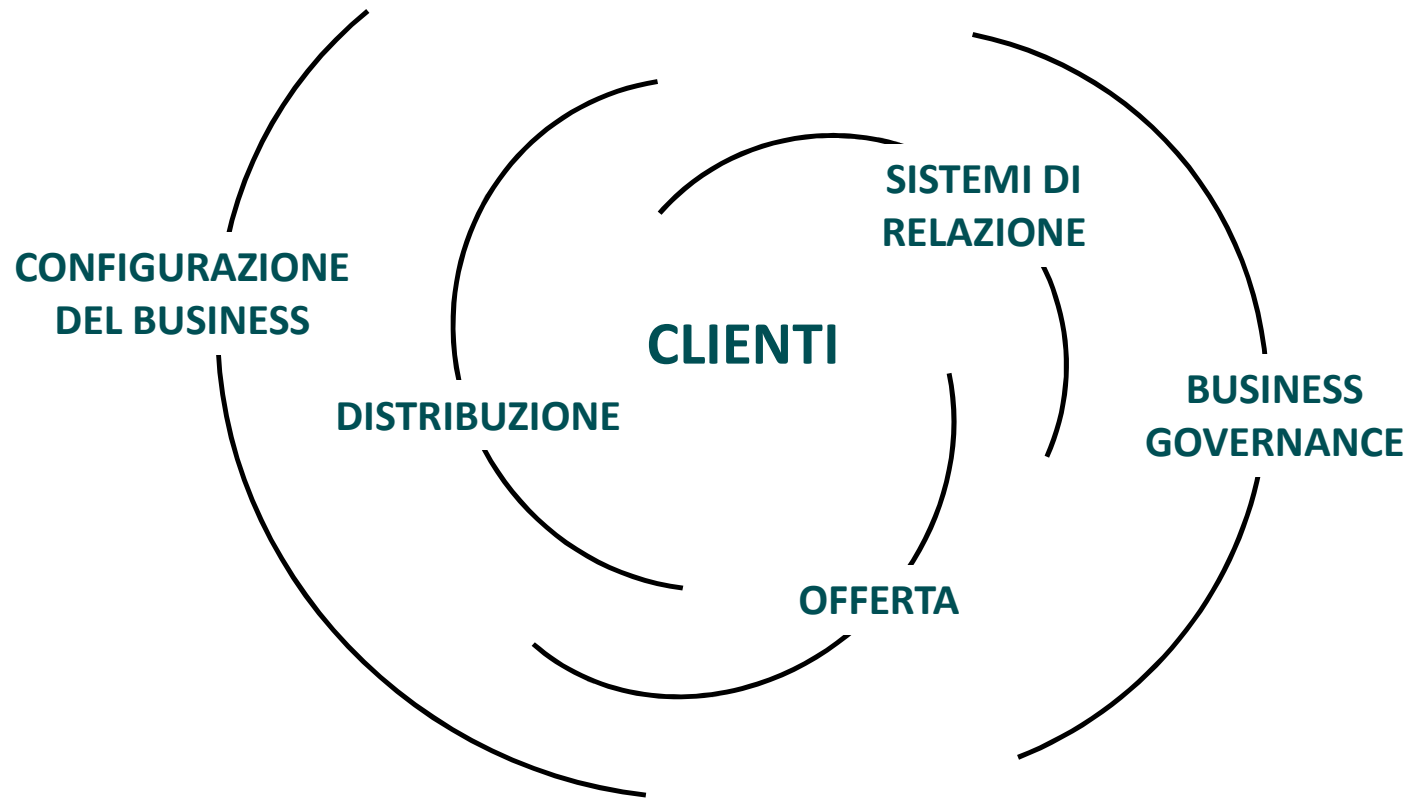 SISTEMI DI
RELAZIONE
CONFIGURAZIONE
DEL BUSINESS
CLIENTI
DISTRIBUZIONE
BUSINESS
GOVERNANCE
OFFERTA